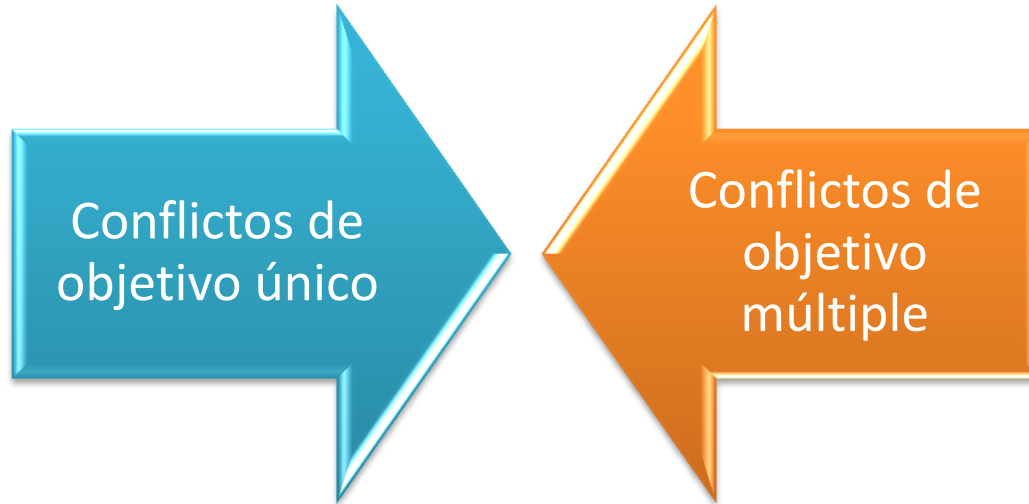 Conflictos de
objetivo único
Conflictos de
objetivo
múltiple